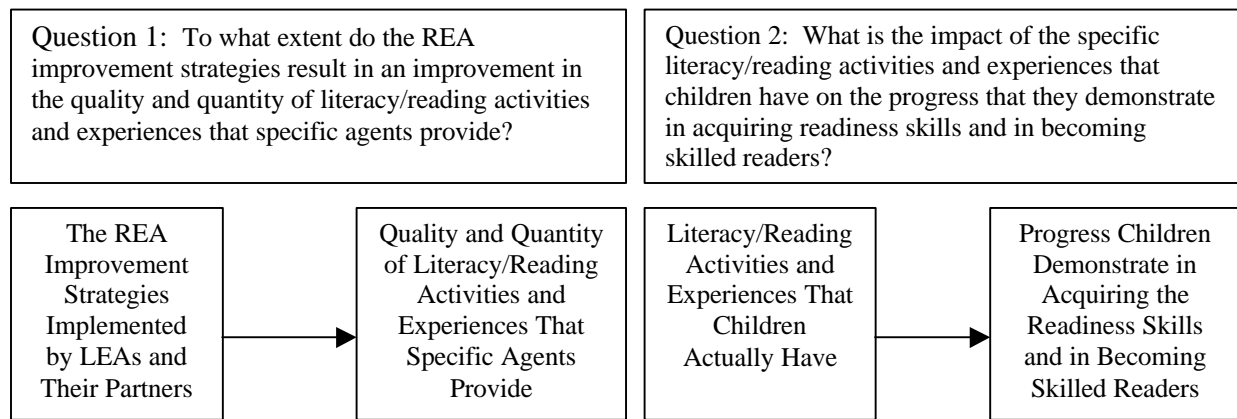 Question 1: To what extent do the REA
improvement strategies result in an improvement in
the quality and quantity of literacy/reading activities
and experiences that specific agents provide?
Question 2: What is the impact of the specific
literacy/reading activities and experiences that
children have on the progress that they demonstrate
in acquiring readiness skills and in becoming
skilled readers?
The REA
Improvement
Strategies
Implemented
by LEAs and
Their Partners
Quality and Quantity
of Literacy/Reading
Activities and
Experiences That
Specific Agents
Provide
Literacy/Reading
Activities and
Experiences That
Children
Actually Have
Progress Children
Demonstrate in
Acquiring the
Readiness Skills
and in Becoming
Skilled Readers